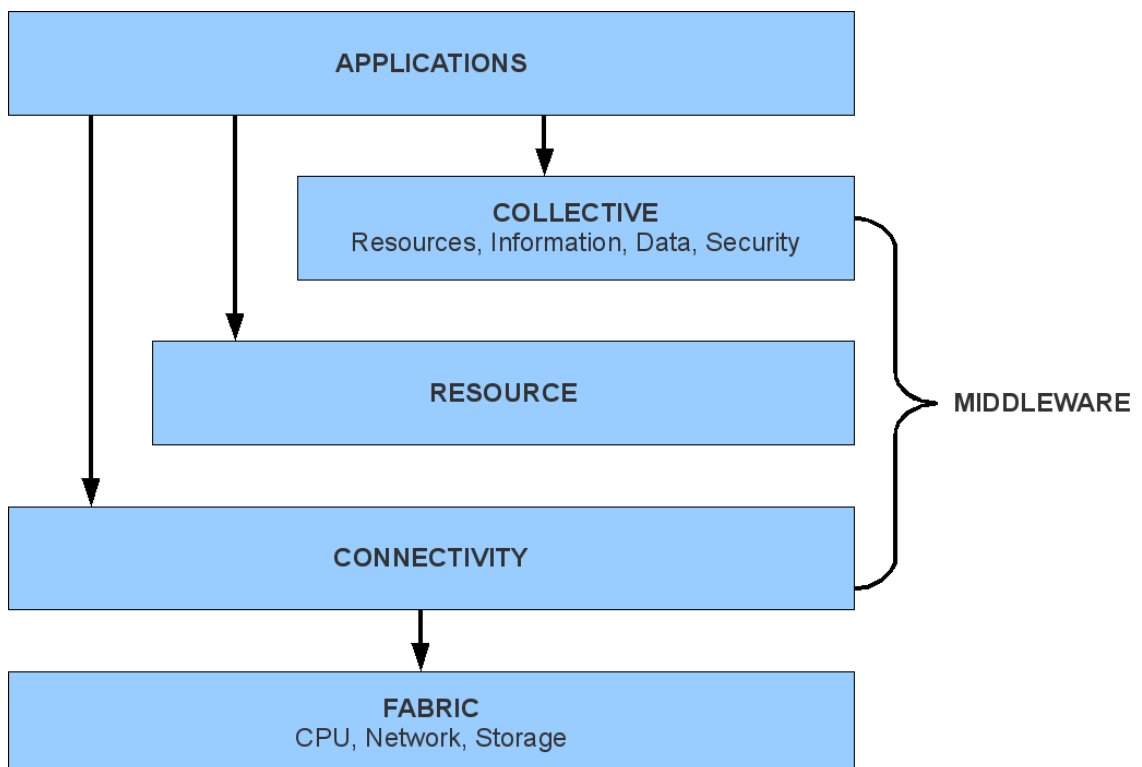 APPLICATIONS
COLLECTIVE
Resources, Information, Data, Security
RESOURCE
MIDDLEWARE
CONNECTIVITY
FABRIC
CPU, Network, Storage